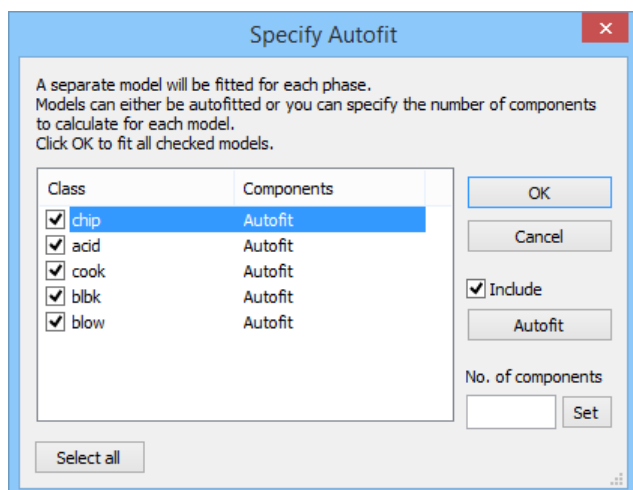 Specify Autofit
A separate model will be fitted for each phase.
Models can either be autofitted or you can specify the number of components
to calculate for each model.
Click OK to fit all checked models.
Class Components
chip Autofit
acid Autofit
cook Autofit
blbk Autofit
blow Autofit
OK
Cancel
Include
Autofit
No. of components
Set
Select all